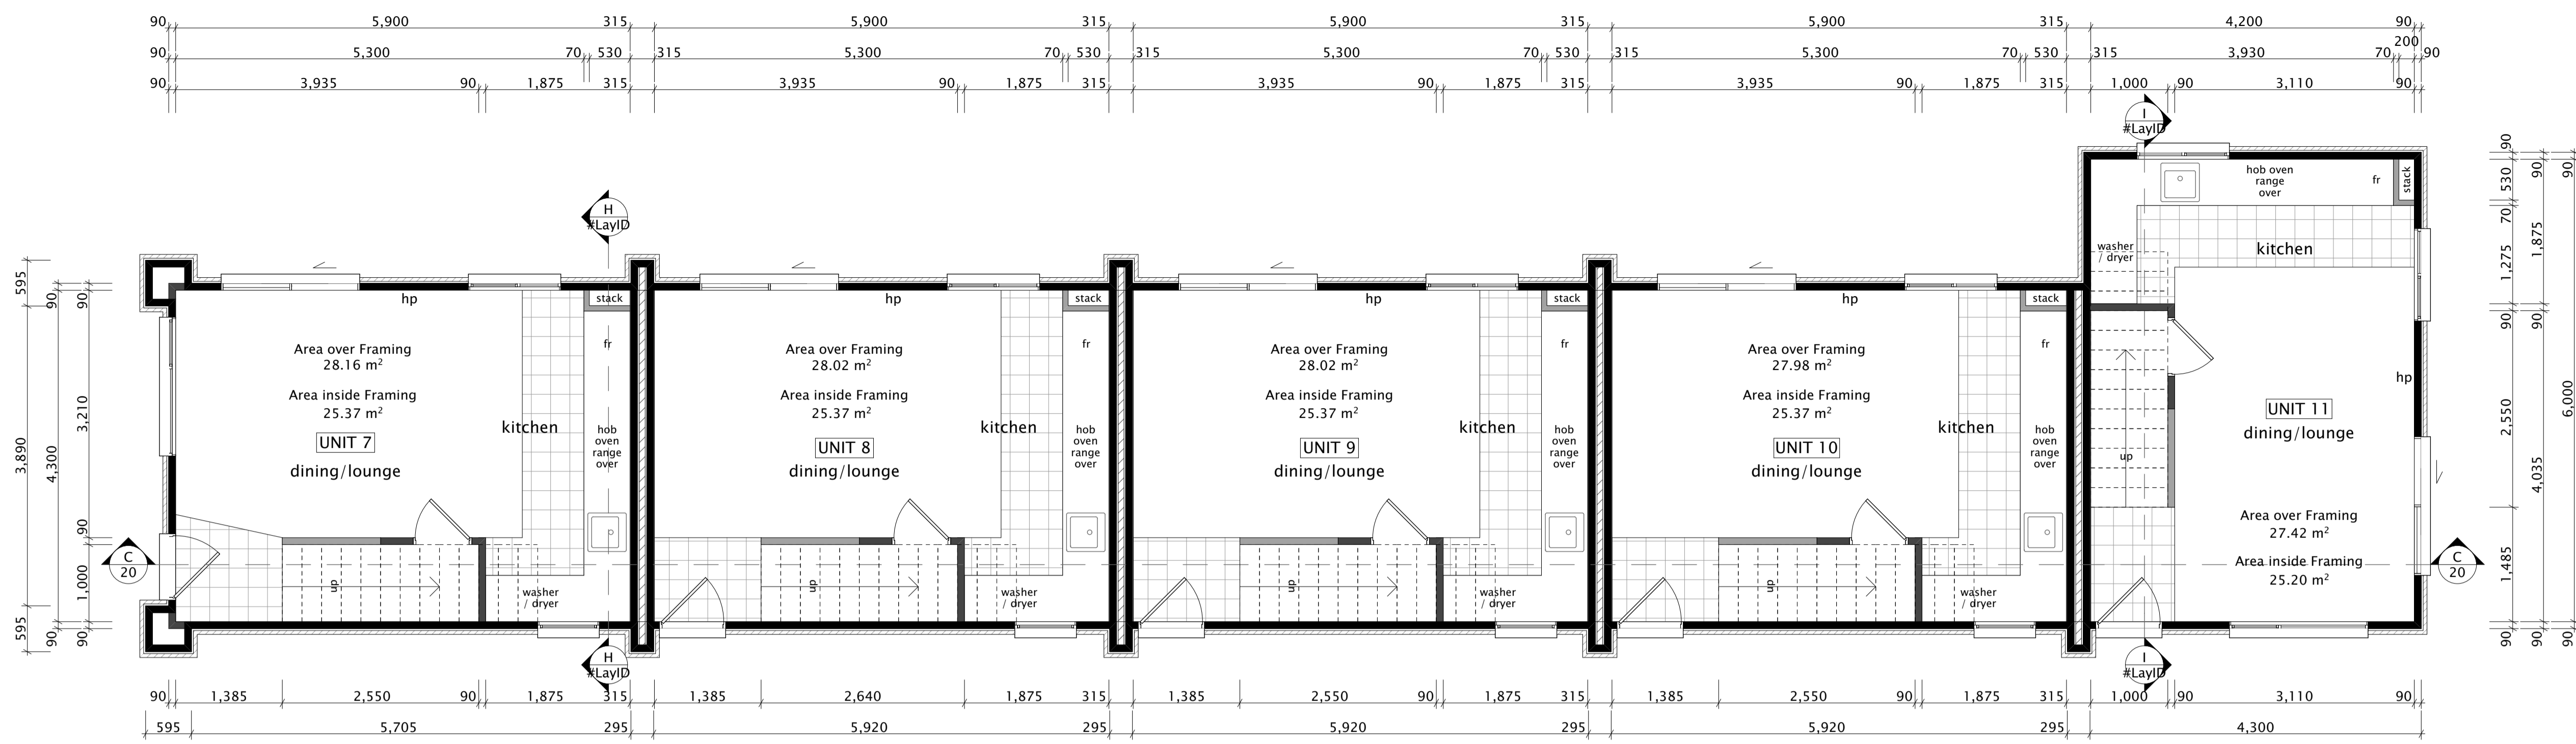 90 5,900 315 5,900 315 5,900 315 5,900 315 4,200 90
90 5,300 70 530 315 5,300 70 530 315 5,300 70 530 315 5,300 70 530 315 3,930 70 200 90
90 3,935 90 1,875 315 3,935 90 1,875 315 3,935 90 1,875 315 3,935 90 1,875 315 1,000 90 3,110 90
I
#LayID
H
#LayID
595
3,890
595
90
4,300
90
90
3,210
90
1,000
90
C
20
hp
stack
fr
Area over Framing
28.16 m²
Area inside Framing
25.37 m²
UNIT 7
dining/lounge
kitchen
hob
oven
range
over
up
washer
/ dryer
hp
stack
fr
Area over Framing
28.02 m²
Area inside Framing
25.37 m²
UNIT 8
dining/lounge
kitchen
hob
oven
range
over
up
washer
/ dryer
hp
stack
fr
Area over Framing
28.02 m²
Area inside Framing
25.37 m²
UNIT 9
dining/lounge
kitchen
hob
oven
range
over
up
washer
/ dryer
hp
stack
fr
Area over Framing
27.98 m²
Area inside Framing
25.37 m²
UNIT 10
dining/lounge
kitchen
hob
oven
range
over
up
washer
/ dryer
hob oven
range
over
fr
stack
washer
/ dryer
kitchen
hp
UNIT 11
dining/lounge
up
Area over Framing
27.42 m²
Area inside Framing
25.20 m²
90
530
70
1,275
90
2,550
1,485
90
90
1,875
90
4,035
90
90
6,000
90
C
20
H
#LayID
I
#LayID
90 1,385 2,550 90 1,875 315 1,385 2,640 1,875 315 1,385 2,550 90 1,875 315 1,385 2,550 90 1,875 315 1,000 90 3,110 90
595 5,705 295 5,920 295 5,920 295 5,920 295 4,300